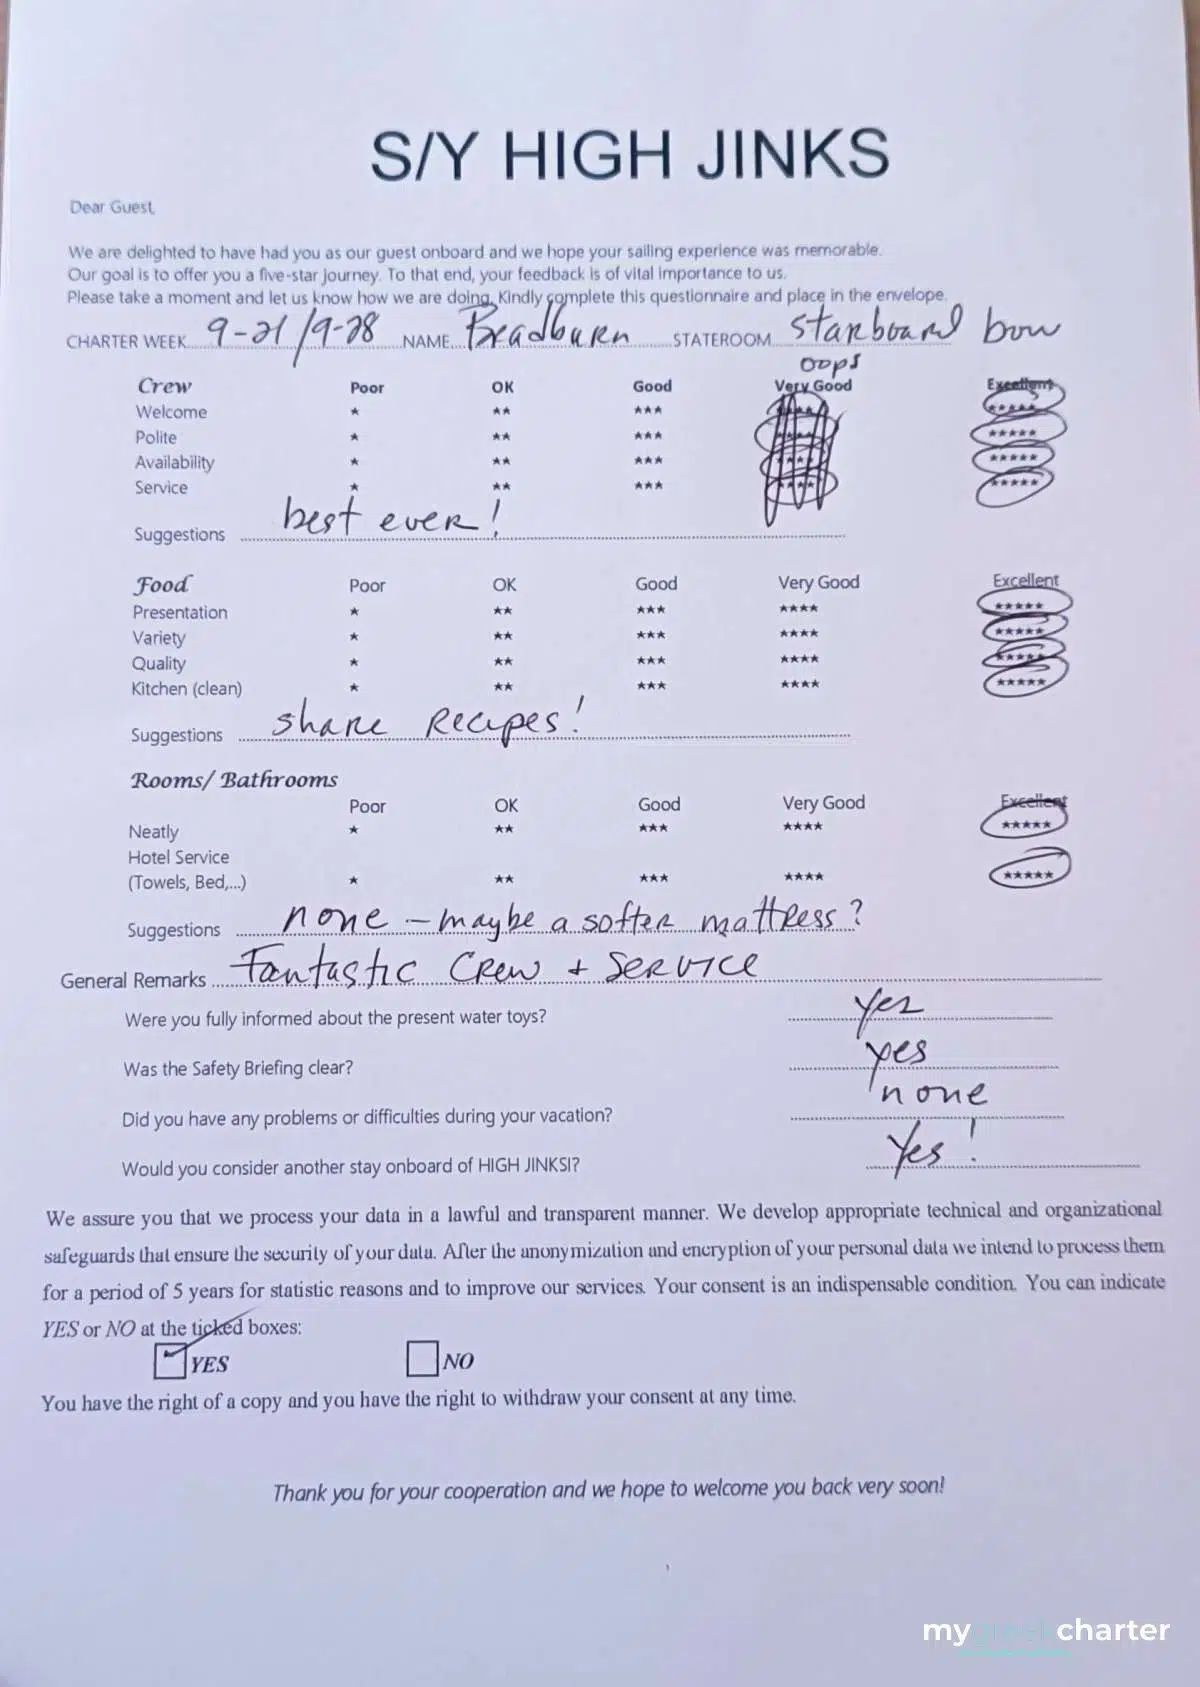 S/Y HIGH JINKS
Dear Guest,
We are delighted to have had you as our guest onboard and we hope your sailing experience was memorable.
Our goal is to offer you a five-star journey. To that end, your feedback is of vital importance to us.
Please take a moment and let us know how we are doing. Kindly complete this questionnaire and place in the envelope.
CHARTER WEEK 9-21/9-28 NAME Bradburn STATEROOM starboard bow
oops
Crew Poor OK Good Very Good Excellent
Welcome ★ ★★ ★★★ ★★★★ ★★★★★
Polite ★ ★★ ★★★ ★★★★ ★★★★★
Availability ★ ★★ ★★★ ★★★★ ★★★★★
Service ★ ★★ ★★★ ★★★★ ★★★★★
Suggestions best ever!
Food Poor OK Good Very Good Excellent
Presentation ★ ★★ ★★★ ★★★★ ★★★★★
Variety ★ ★★ ★★★ ★★★★ ★★★★★
Quality ★ ★★ ★★★ ★★★★ ★★★★★
Kitchen (clean) ★ ★★ ★★★ ★★★★ ★★★★★
Suggestions share recipes!
Rooms/ Bathrooms
Poor OK Good Very Good Excellent
Neatly ★ ★★ ★★★ ★★★★ ★★★★★
Hotel Service
(Towels, Bed,...) ★ ★★ ★★★ ★★★★ ★★★★★
Suggestions none - maybe a softer mattress?
General Remarks Fantastic Crew + Service
Were you fully informed about the present water toys? yes
Was the Safety Briefing clear? yes
Did you have any problems or difficulties during your vacation? none
Would you consider another stay onboard of HIGH JINKSI? Yes!
We assure you that we process your data in a lawful and transparent manner. We develop appropriate technical and organizational
safeguards that ensure the security of your data. After the anonymization and encryption of your personal data we intend to process them
for a period of 5 years for statistic reasons and to improve our services. Your consent is an indispensable condition. You can indicate
YES or NO at the ticked boxes:
YES NO
You have the right of a copy and you have the right to withdraw your consent at any time.
Thank you for your cooperation and we hope to welcome you back very soon!
mygreekcharter